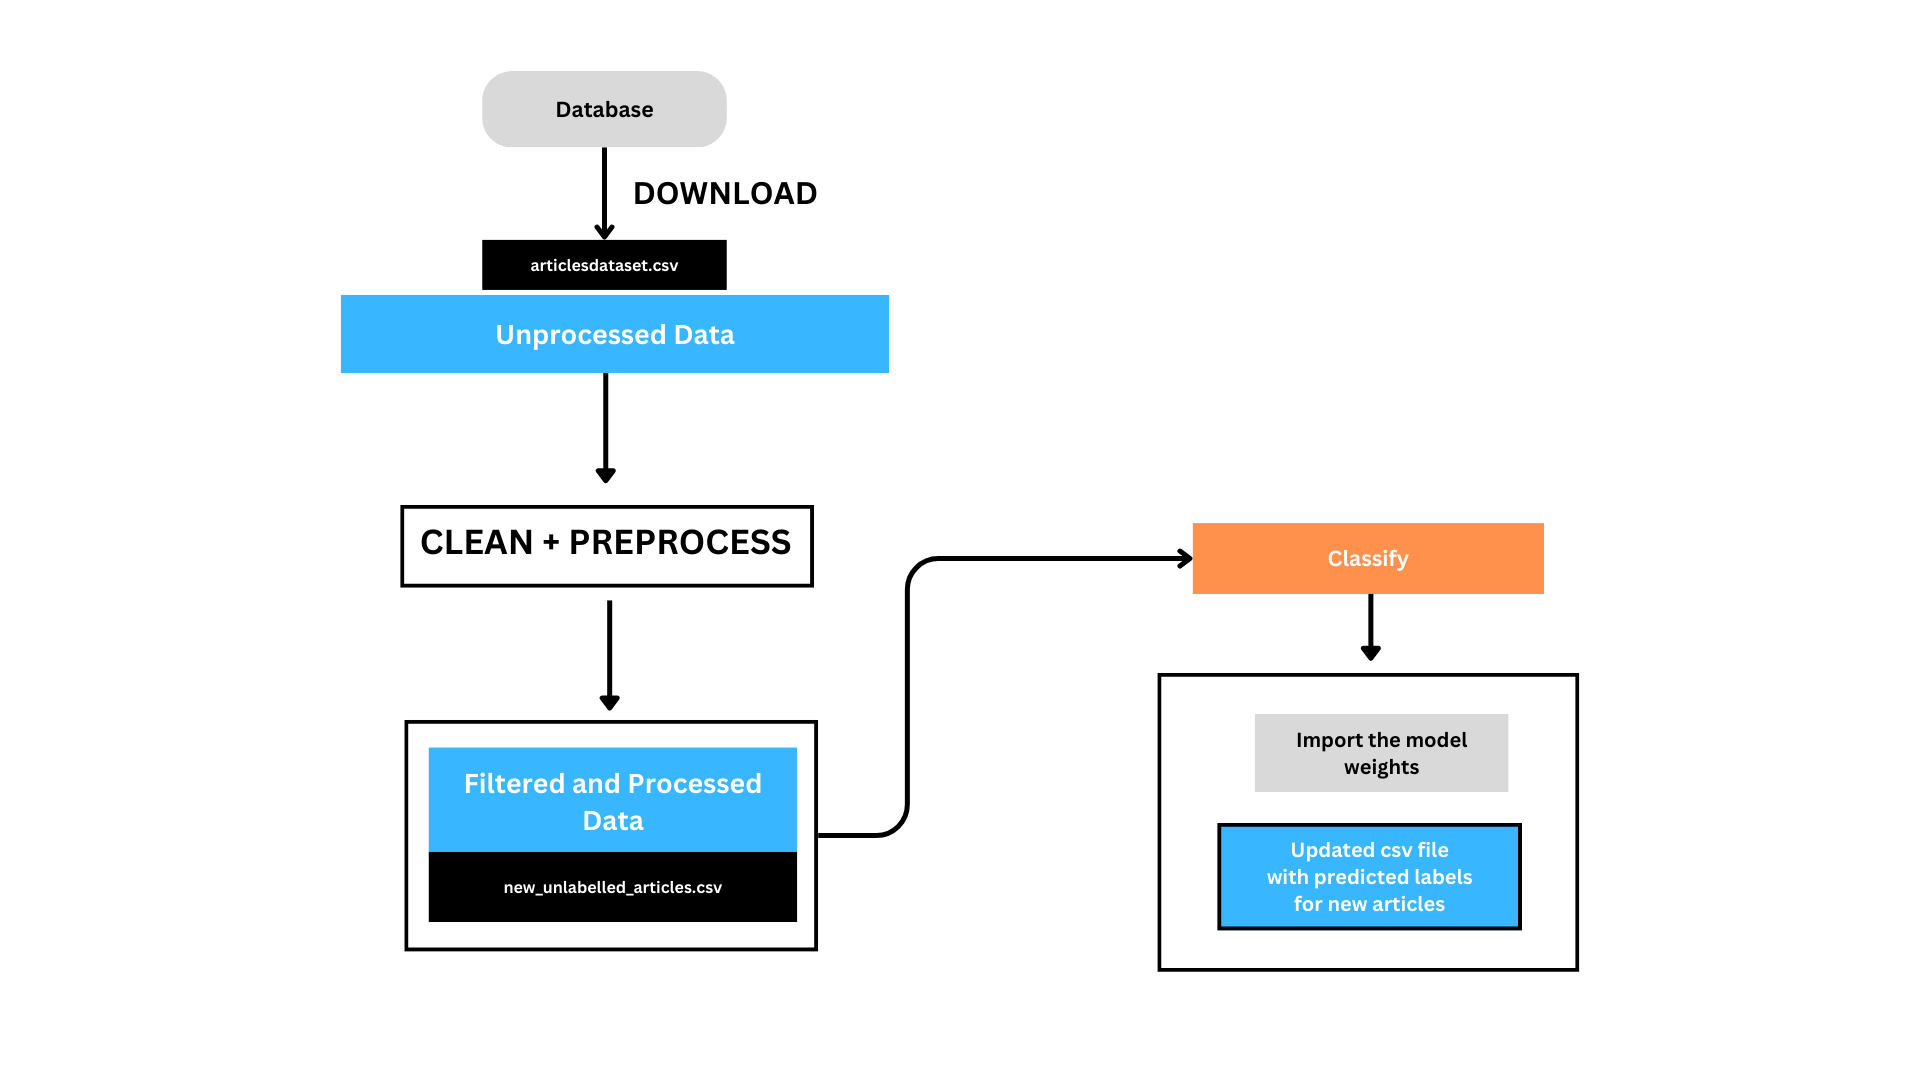 Database
DOWNLOAD
articlesdataset.csv
Unprocessed Data
CLEAN + PREPROCESS
Filtered and Processed
Data
new_unlabelled_articles.csv
Classify
Import the model
weights
Updated csv file
with predicted labels
for new articles